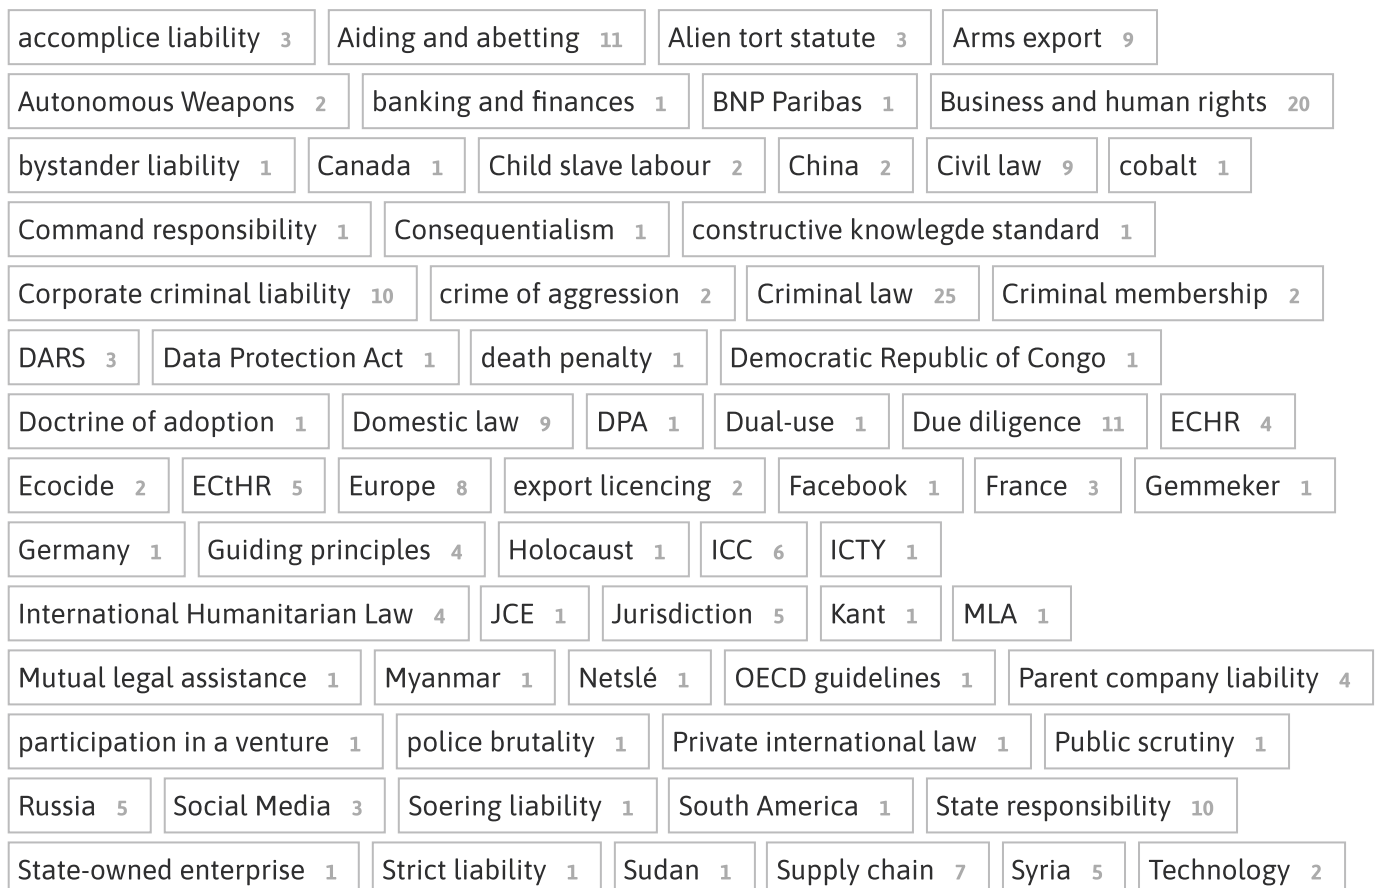 accomplice liability 3 Aiding and abetting 11 Alien tort statute 3 Arms export 9
Autonomous Weapons 2 banking and finances 1 BNP Paribas 1 Business and human rights 20
bystander liability 1 Canada 1 Child slave labour 2 China 2 Civil law 9 cobalt 1
Command responsibility 1 Consequentialism 1 constructive knowlegde standard 1
Corporate criminal liability 10 crime of aggression 2 Criminal law 25 Criminal membership 2
DARS 3 Data Protection Act 1 death penalty 1 Democratic Republic of Congo 1
Doctrine of adoption 1 Domestic law 9 DPA 1 Dual-use 1 Due diligence 11 ECHR 4
Ecocide 2 ECtHR 5 Europe 8 export licencing 2 Facebook 1 France 3 Gemmeker 1
Germany 1 Guiding principles 4 Holocaust 1 ICC 6 ICTY 1
International Humanitarian Law 4 JCE 1 Jurisdiction 5 Kant 1 MLA 1
Mutual legal assistance 1 Myanmar 1 Netslé 1 OECD guidelines 1 Parent company liability 4
participation in a venture 1 police brutality 1 Private international law 1 Public scrutiny 1
Russia 5 Social Media 3 Soering liability 1 South America 1 State responsibility 10
State-owned enterprise 1 Strict liability 1 Sudan 1 Supply chain 7 Syria 5 Technology 2